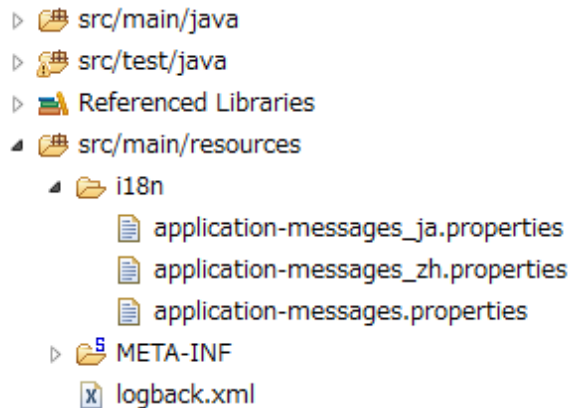 src/main/java
src/test/java
Referenced Libraries
src/main/resources
i18n
application-messages_ja.properties
application-messages_zh.properties
application-messages.properties
META-INF
logback.xml